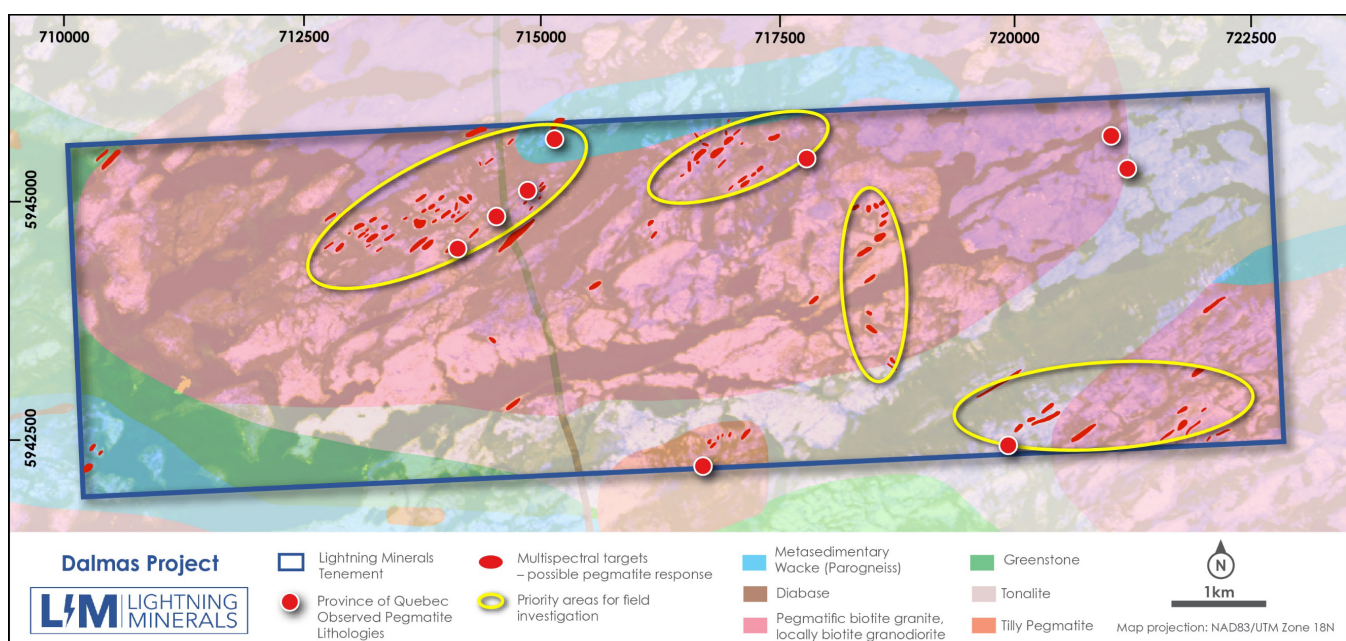 710000
712500
715000
717500
720000
722500
5945000
5942500
Dalmas Project
LM LIGHTNING
MINERALS
Lightning Minerals
Tenement
Province of Quebec
Observed Pegmatite
Lithologies
Multispectral targets
– possible pegmatite response
Priority areas for field
investigation
Metasedimentary
Wacke (Parogneiss)
Diabase
Pegmatific biotite granite,
locally biotite granodiorite
Greenstone
Tonalite
Tilly Pegmatite
N
1km
Map projection: NAD83/UTM Zone 18N